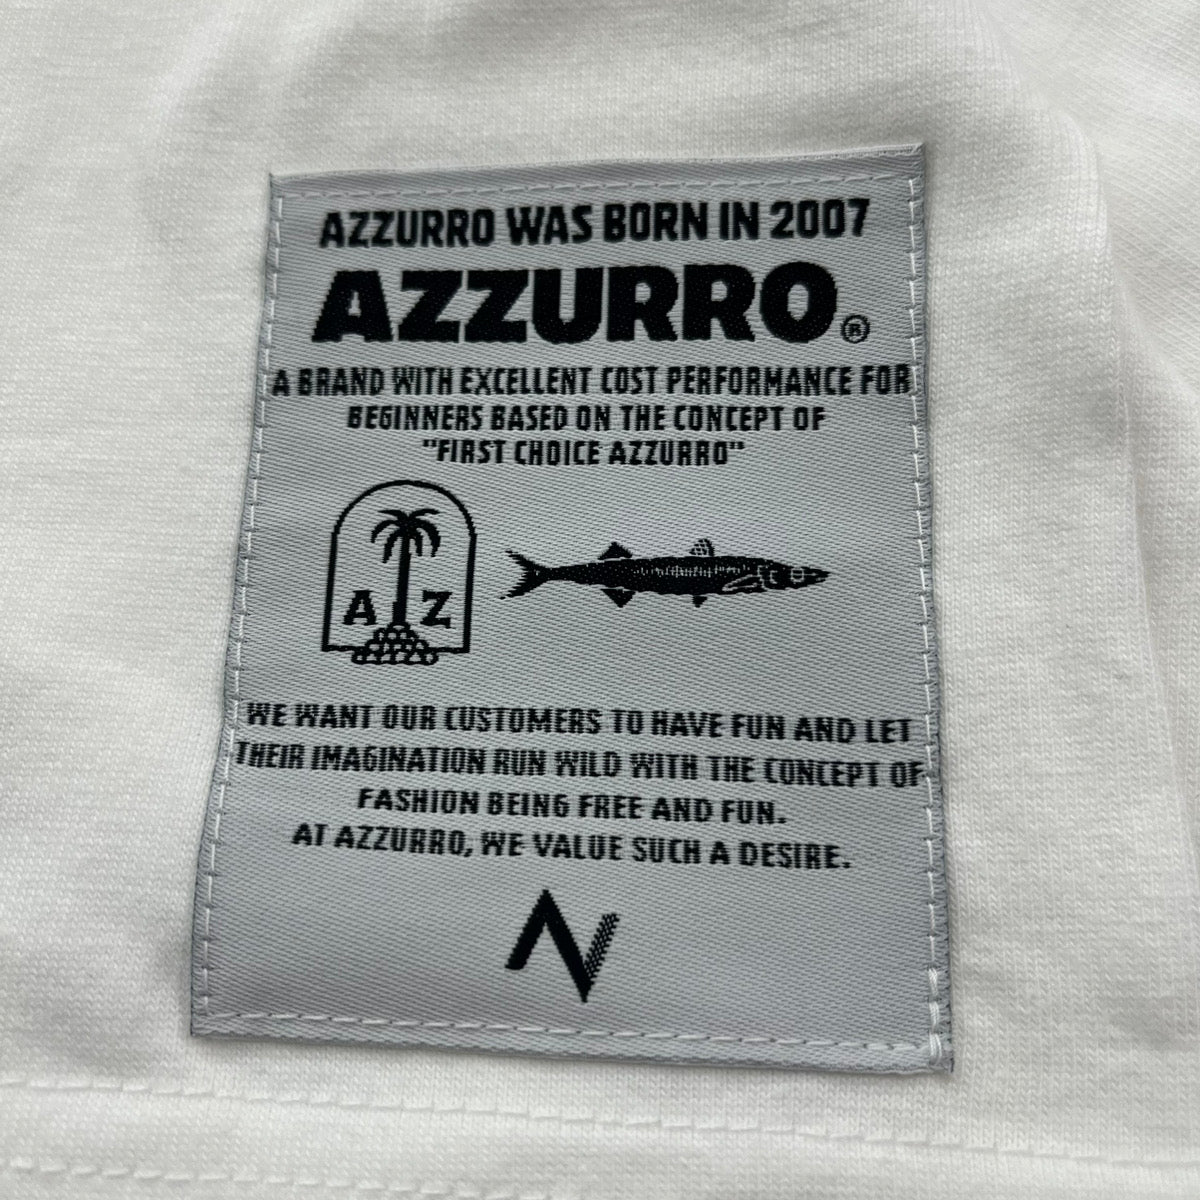 AZZURRO WAS BORN IN 2007
AZZURRO®
A BRAND WITH EXCELLENT COST PERFORMANCE FOR
BEGINNERS BASED ON THE CONCEPT OF
"FIRST CHOICE AZZURRO"
A Z
WE WANT OUR CUSTOMERS TO HAVE FUN AND LET
THEIR IMAGINATION RUN WILD WITH THE CONCEPT OF
FASHION BEING FREE AND FUN.
AT AZZURRO, WE VALUE SUCH A DESIRE.